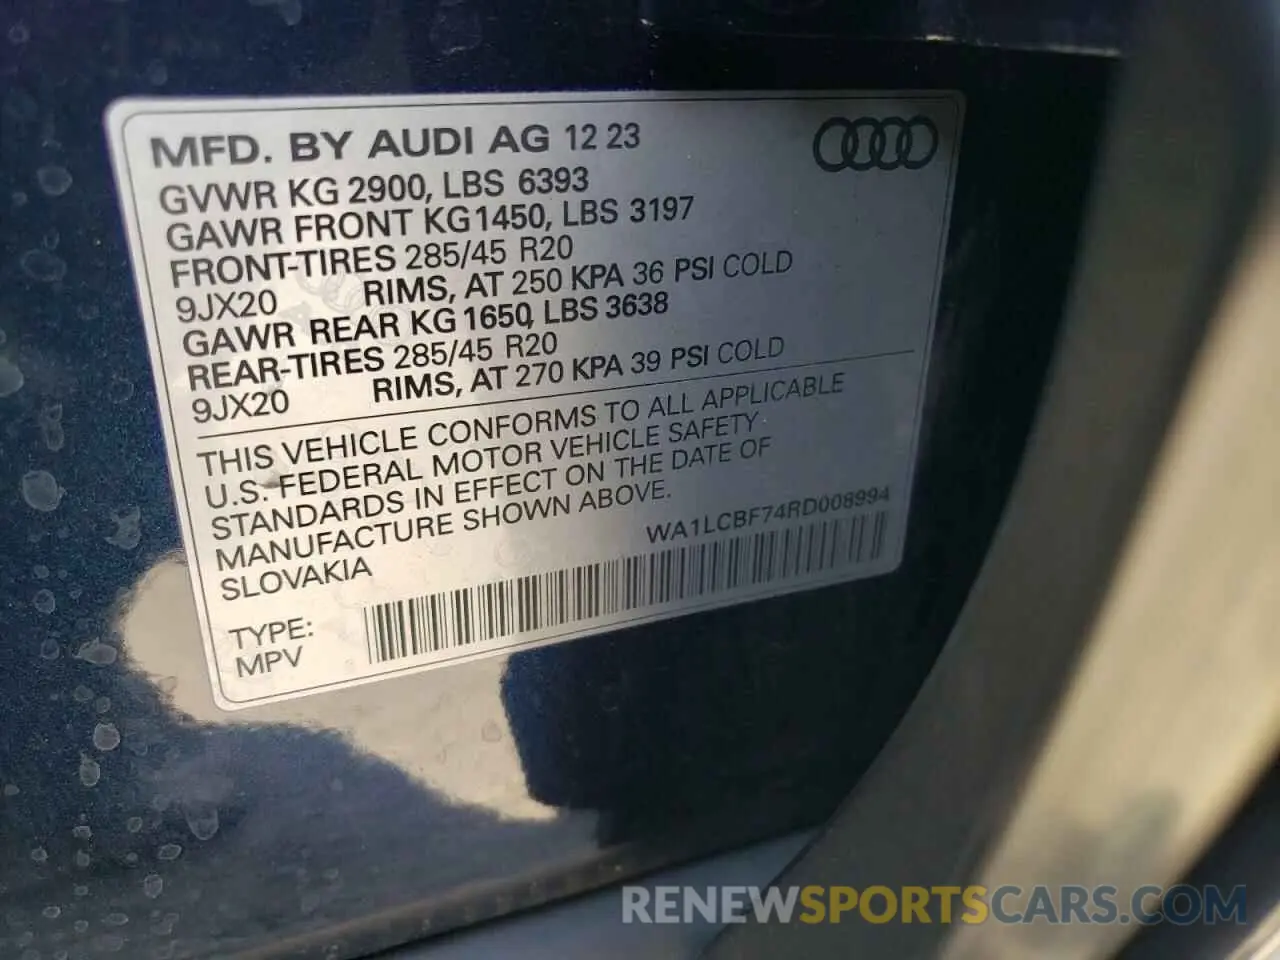 MFD. BY AUDI AG 12 23
GVWR KG 2900, LBS 6393
GAWR FRONT KG 1450, LBS 3197
FRONT-TIRES 285/45 R20
9JX20 RIMS, AT 250 KPA 36 PSI COLD
GAWR REAR KG 1650, LBS 3638
REAR-TIRES 285/45 R20
9JX20 RIMS, AT 270 KPA 39 PSI COLD
THIS VEHICLE CONFORMS TO ALL APPLICABLE
U.S. FEDERAL MOTOR VEHICLE SAFETY
STANDARDS IN EFFECT ON THE DATE OF
MANUFACTURE SHOWN ABOVE.
SLOVAKIA
WA1LCBF74RD008994
TYPE:
MPV
RENEWSPORTSCARS.COM